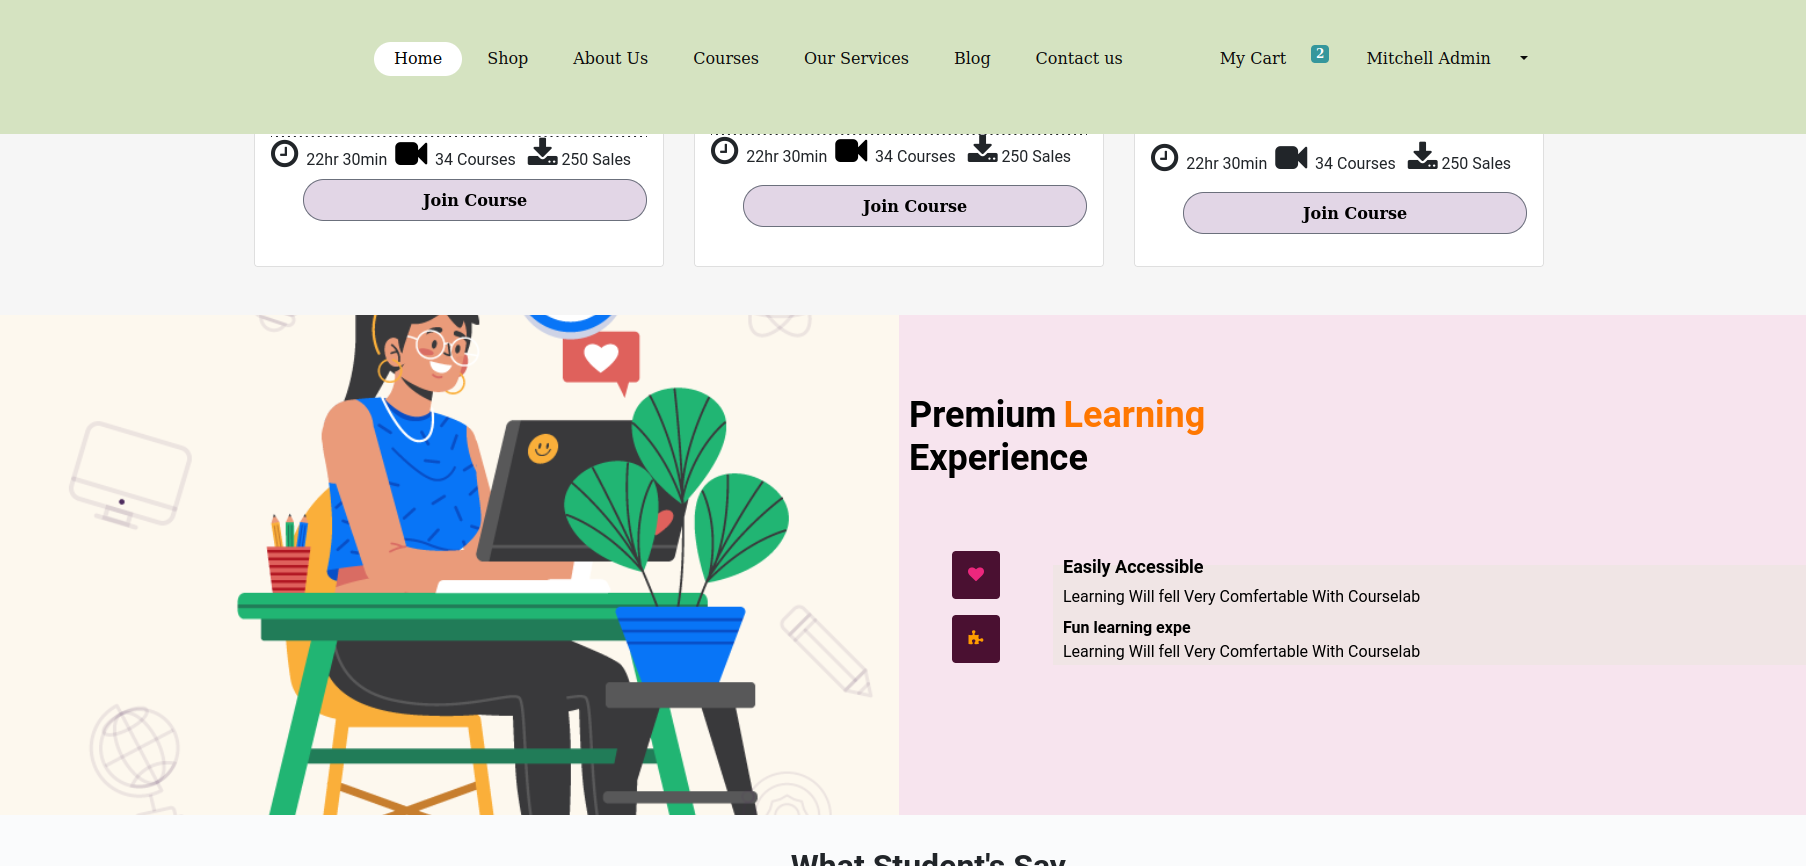 Home Shop About Us Courses Our Services Blog Contact us My Cart 2 Mitchell Admin
22hr 30min 34 Courses 250 Sales
Join Course
22hr 30min 34 Courses 250 Sales
Join Course
22hr 30min 34 Courses 250 Sales
Join Course
Premium Learning
Experience
Easily Accessible
Learning Will fell Very Comfertable With Courselab
Fun learning expe
Learning Will fell Very Comfertable With Courselab
What Student's Say